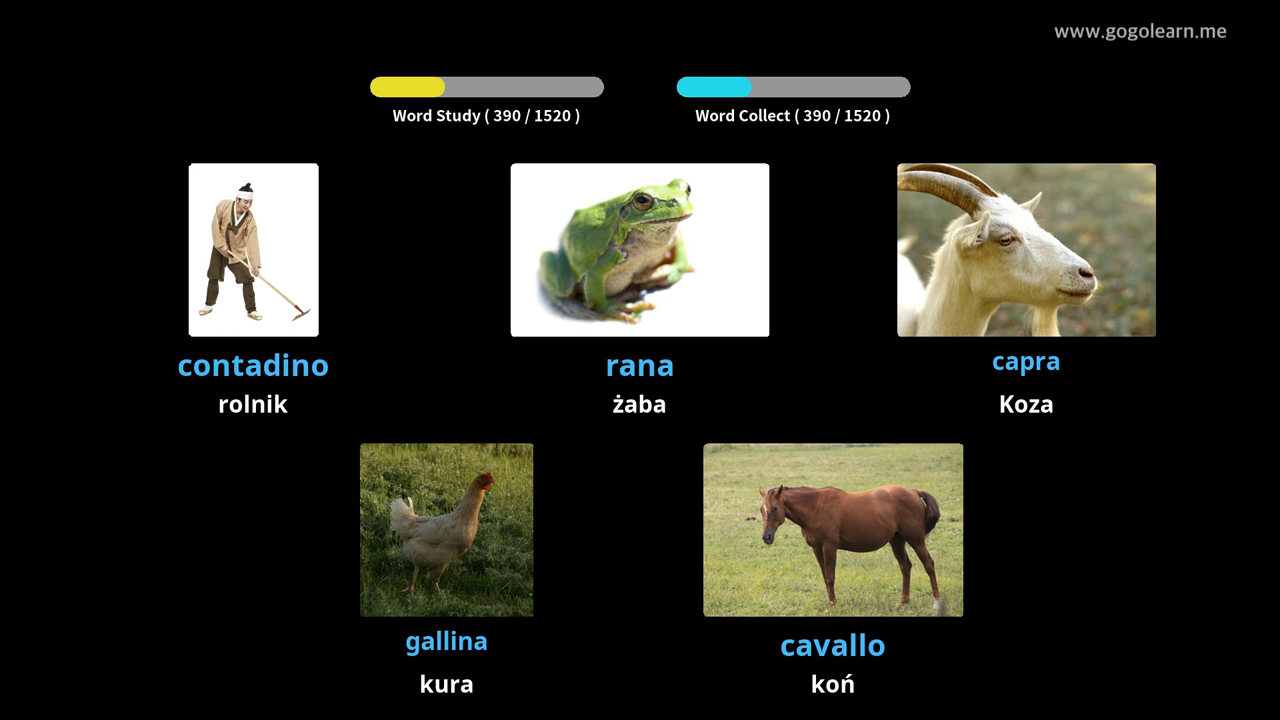 www.gogolearn.me
Word Study ( 390 / 1520 )
Word Collect ( 390 / 1520 )
contadino
rolnik
rana
żaba
capra
Koza
gallina
kura
cavallo
koń